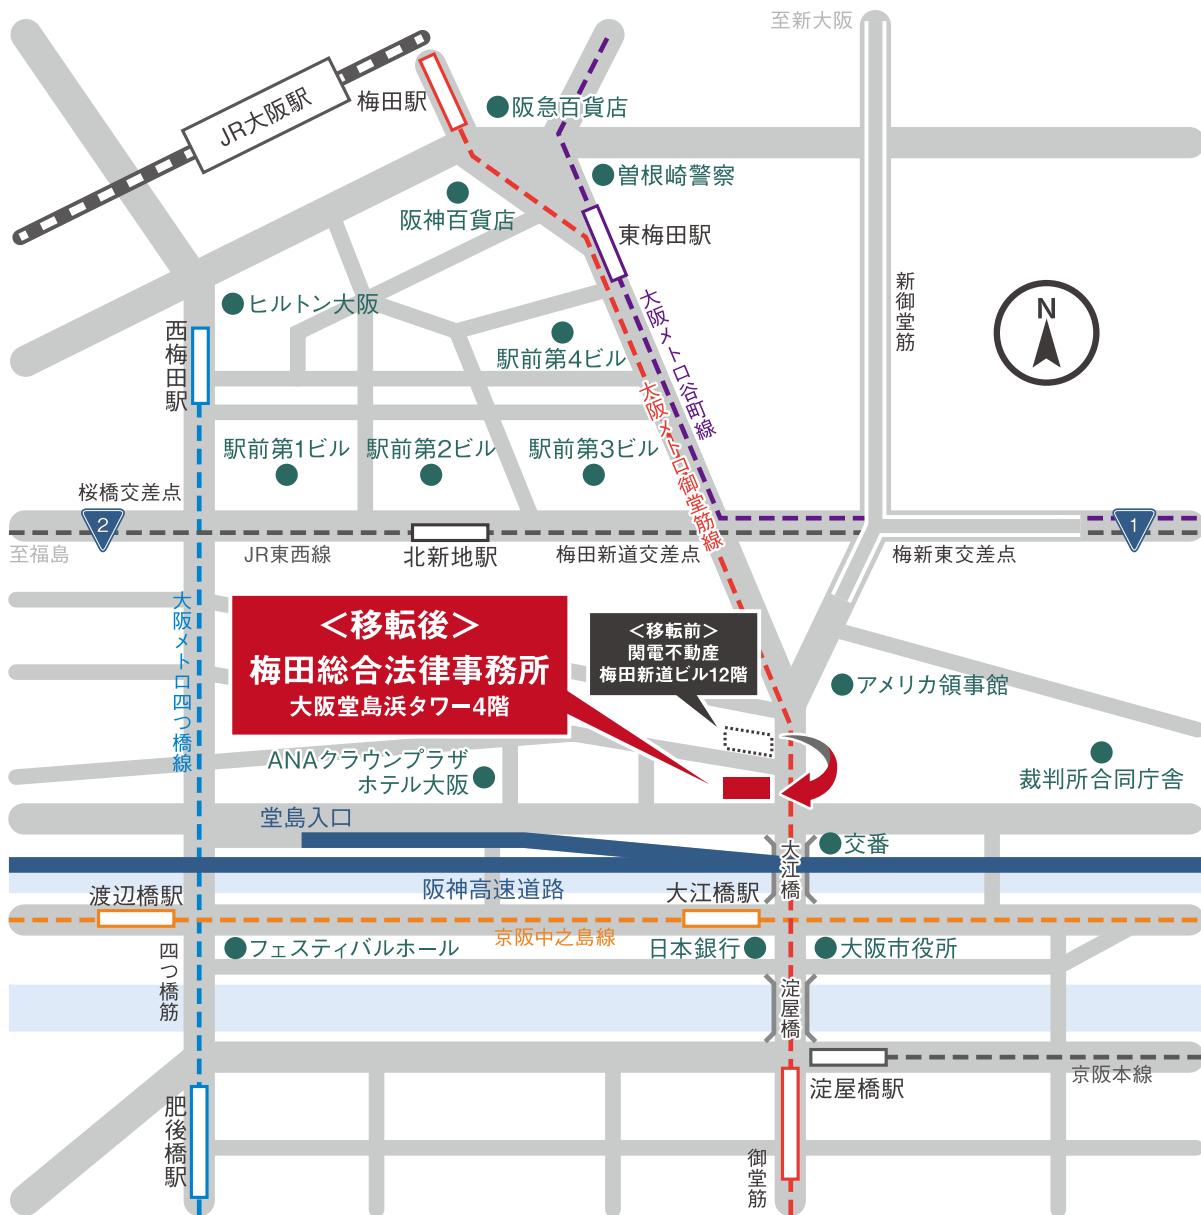 至新大阪
JR大阪駅
梅田駅
阪急百貨店
曽根崎警察
阪神百貨店
東梅田駅
ヒルトン大阪
新御堂筋
N
大阪メトロ谷町線
西梅田駅
駅前第4ビル
大阪メトロ御堂筋線
駅前第1ビル
駅前第2ビル
駅前第3ビル
桜橋交差点
2
1
至福島
JR東西線
北新地駅
梅田新道交差点
梅新東交差点
大阪メトロ四つ橋線
＜移転後＞
梅田総合法律事務所
大阪堂島浜タワー4階
＜移転前＞
関電不動産
梅田新道ビル12階
アメリカ領事館
ANAクラウンプラザ
ホテル大阪
裁判所合同庁舎
堂島入口
交番
大江橋
阪神高速道路
渡辺橋駅
大江橋駅
京阪中之島線
四つ橋筋
フェスティバルホール
日本銀行
大阪市役所
淀屋橋
京阪本線
淀屋橋駅
肥後橋駅
御堂筋